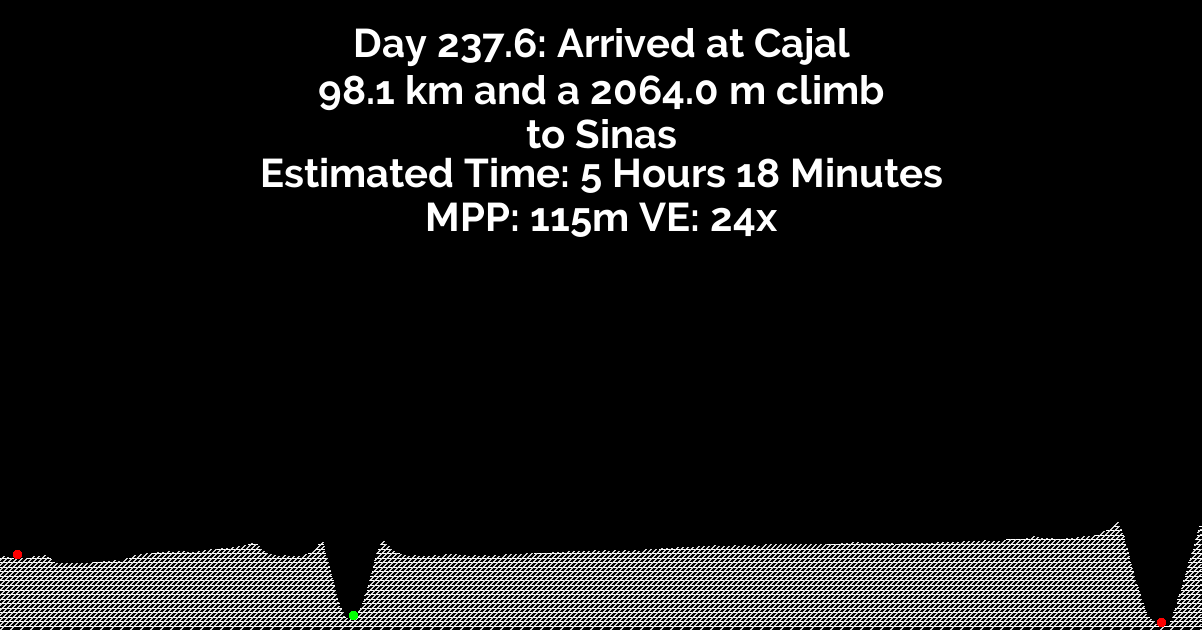 Day 237.6: Arrived at Cajal
98.1 km and a 2064.0 m climb
to Sinas
Estimated Time: 5 Hours 18 Minutes
MPP: 115m VE: 24x